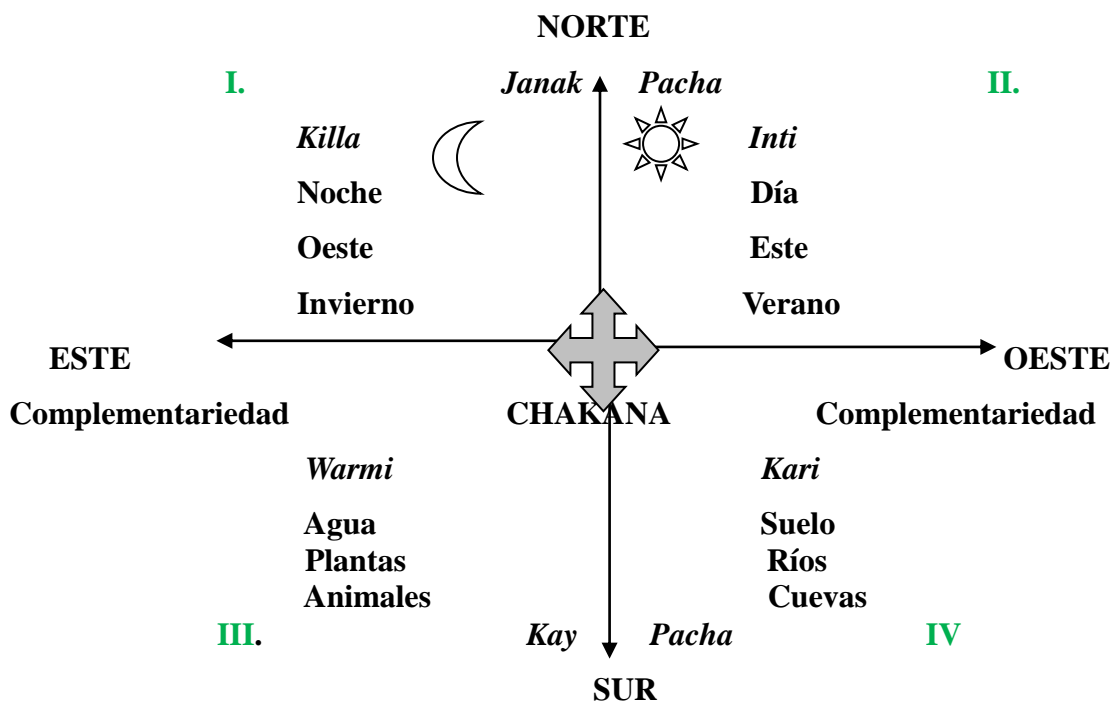 NORTE
I. Janak Pacha II.
Killa Inti
Noche Día
Oeste Este
Invierno Verano
ESTE OESTE
Complementariedad CHAKANA Complementariedad
Warmi Kari
Agua Suelo
Plantas Ríos
Animales Cuevas
III. Kay Pacha IV
SUR